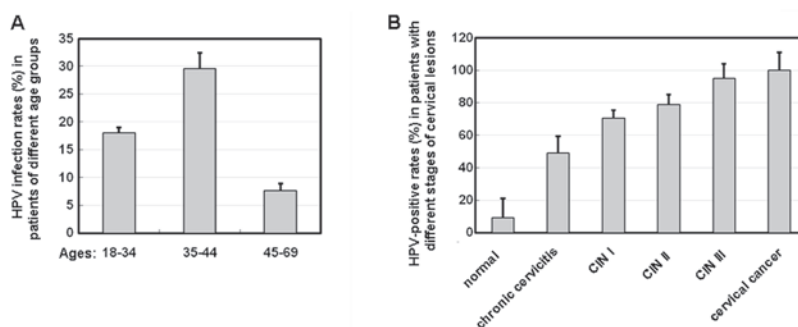 A
HPV infection rates (%) in
patients of different age groups
35
30
25
20
15
10
5
0
Ages: 18-34 35-44 45-69
B
HPV-positive rates (%) in patients with
different stages of cervical lesions
120
100
80
60
40
20
0
normal
chronic cervicitis
CIN I
CIN II
CIN III
cervical cancer